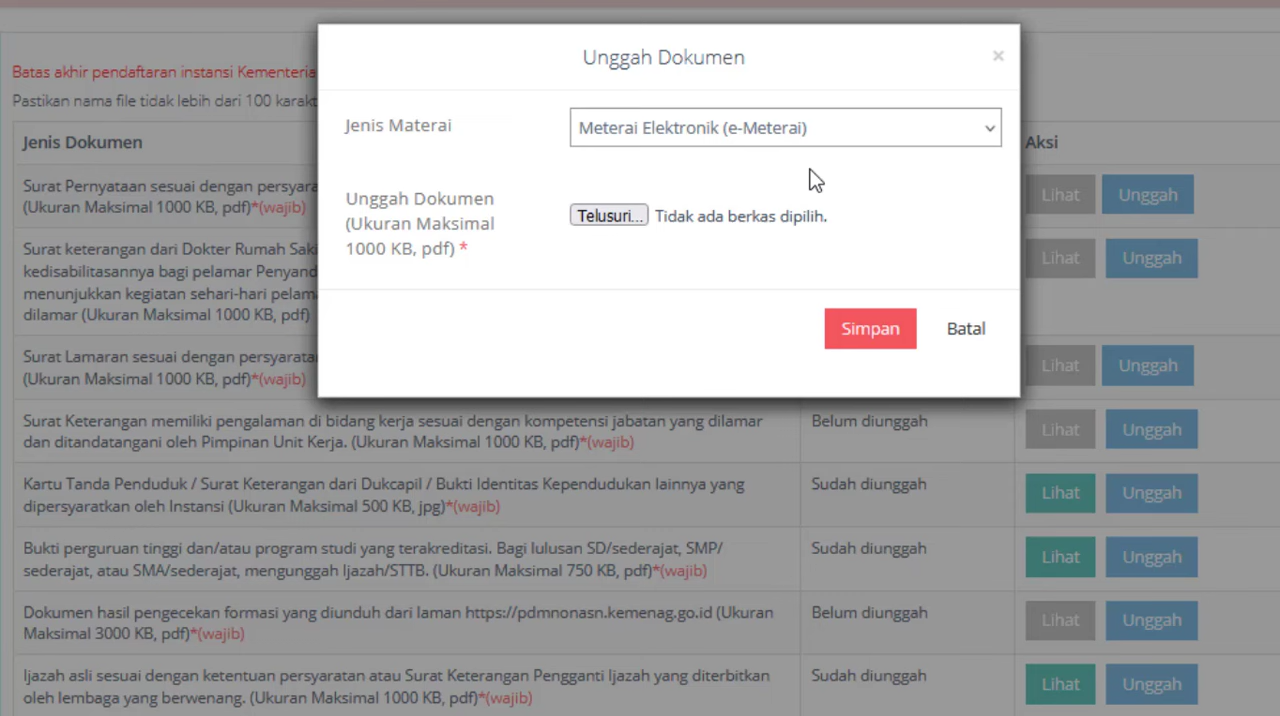 Unggah Dokumen
×
Jenis Materai
Meterai Elektronik (e-Meterai)
Unggah Dokumen
(Ukuran Maksimal
1000 KB, pdf) *
Telusuri... Tidak ada berkas dipilih.
Simpan Batal
Batas akhir pendaftaran instansi
Pastikan nama file tidak lebih dari 100
Jenis Dokumen Aksi
Surat Pernyataan sesuai dengan
(Ukuran Maksimal 1000 KB, pdf)*(wajib)
Lihat Unggah
Surat keterangan dari Dokter Rumah
kedisabilitasannya bagi pelamar
menunjukkan kegiatan sehari-hari
dilamar (Ukuran Maksimal 1000 KB, pdf)
Lihat Unggah
Surat Lamaran sesuai dengan
(Ukuran Maksimal 1000 KB, pdf)*(wajib)
Lihat Unggah
Surat Keterangan memiliki pengalaman di bidang kerja sesuai dengan kompetensi jabatan yang dilamar
dan ditandatangani oleh Pimpinan Unit Kerja. (Ukuran Maksimal 1000 KB, pdf)*(wajib)
Belum diunggah
Lihat Unggah
Kartu Tanda Penduduk / Surat Keterangan dari Dukcapil / Bukti Identitas Kependudukan lainnya yang
dipersyaratkan oleh Instansi (Ukuran Maksimal 500 KB, jpg)*(wajib)
Sudah diunggah
Lihat Unggah
Bukti perguruan tinggi dan/atau program studi yang terakreditasi. Bagi lulusan SD/sederajat, SMP/
sederajat, atau SMA/sederajat, mengunggah Ijazah/STTB. (Ukuran Maksimal 750 KB, pdf)*(wajib)
Sudah diunggah
Lihat Unggah
Dokumen hasil pengecekan formasi yang diunduh dari laman https://pdmnonasn.kemenag.go.id (Ukuran
Maksimal 3000 KB, pdf)*(wajib)
Belum diunggah
Lihat Unggah
Ijazah asli sesuai dengan ketentuan persyaratan atau Surat Keterangan Pengganti Ijazah yang diterbitkan
oleh lembaga yang berwenang. (Ukuran Maksimal 1000 KB, pdf)*(wajib)
Sudah diunggah
Lihat Unggah